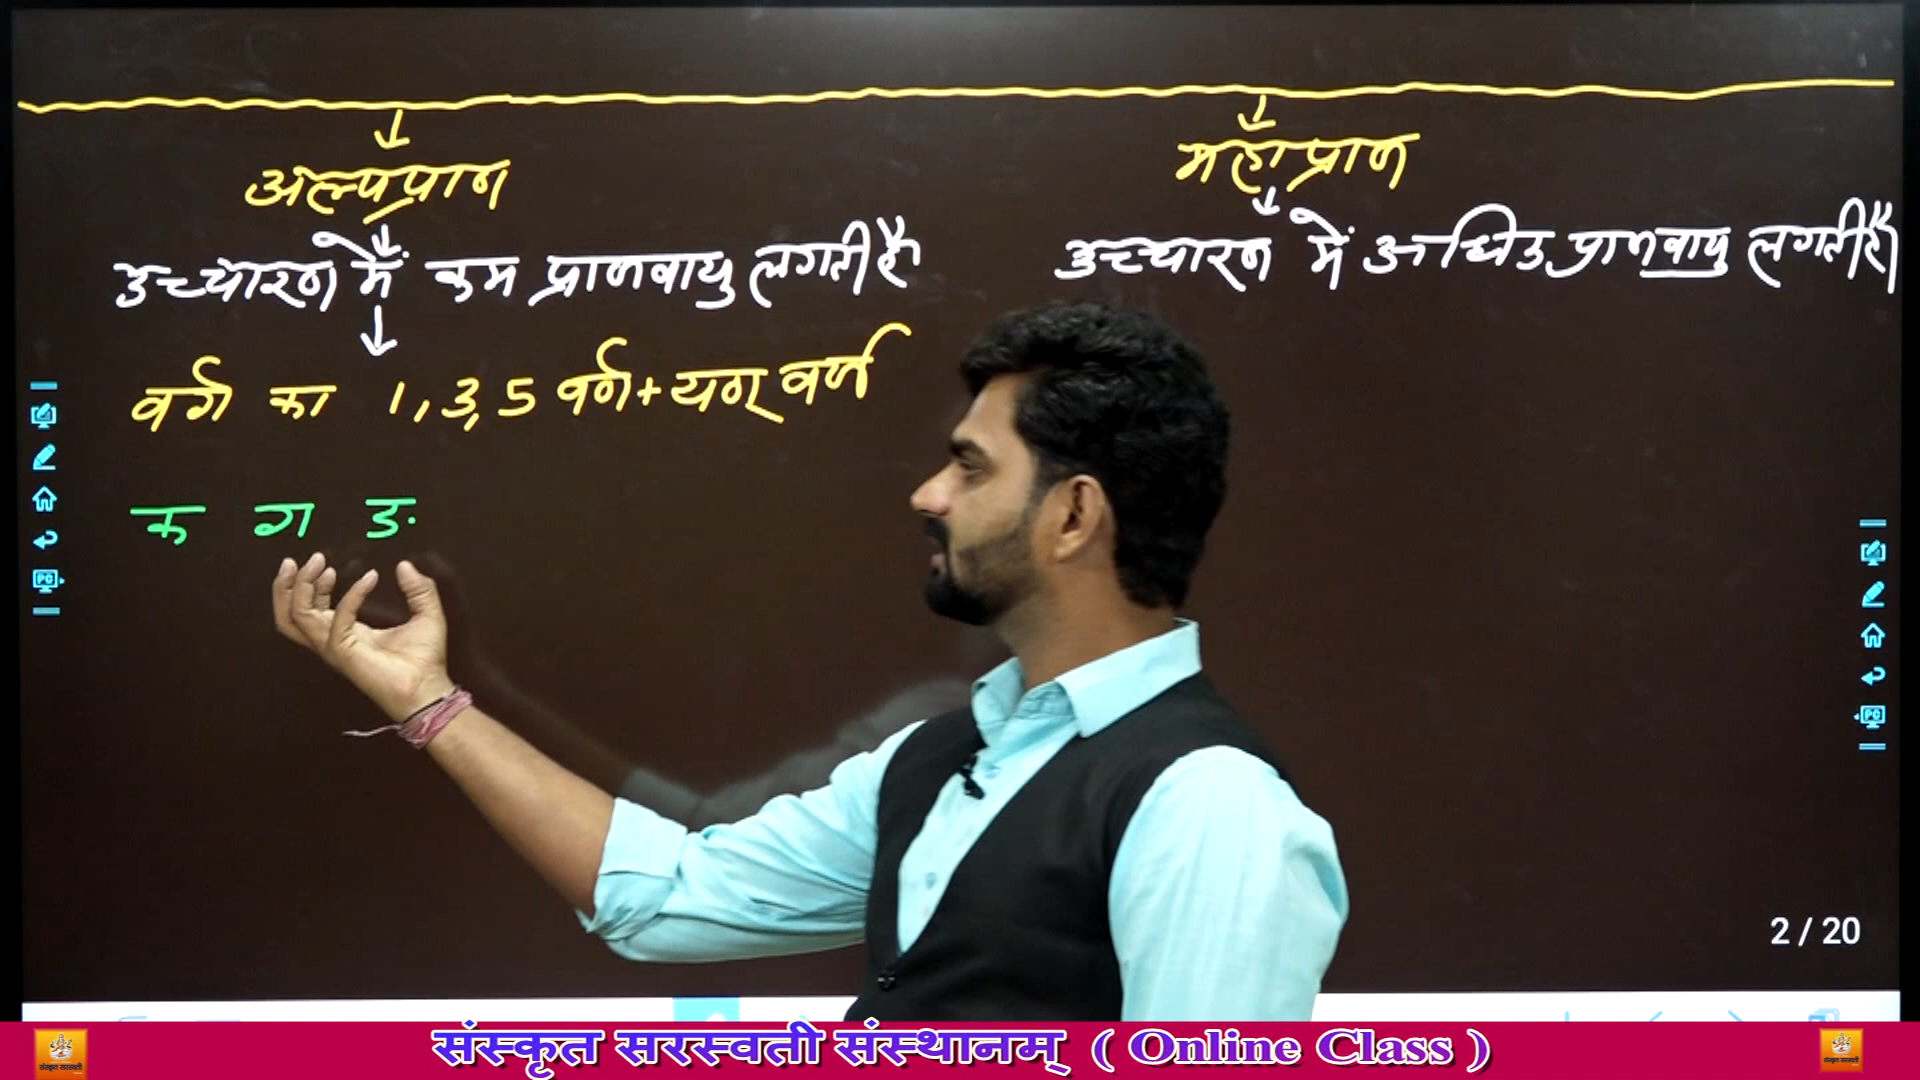 अल्पप्राण
उच्चारण में कम प्राणवायु लगती है।
वर्ग का 1, 3, 5 वर्ण + यण् वर्ण
क ग ङ
महाप्राण
उच्चारण में अधिक प्राणवायु लगती है।
2 / 20
संस्कृत सरस्वती संस्थानम् ( Online Class )